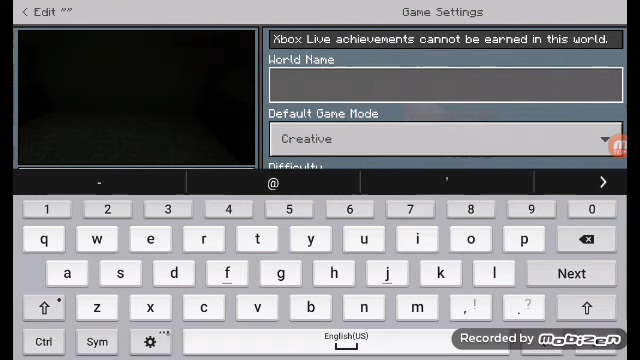 < Edit ""
Game Settings
Xbox Live achievements cannot be earned in this world.
World Name
Default Game Mode
Creative
Difficulty
- @ ' >
1 2 3 4 5 6 7 8 9 0
q w e r t y u i o p
a s d f g h j k l Next
z x c v b n m , ! . ?
Ctrl Sym English(US)
Recorded by Mobizen